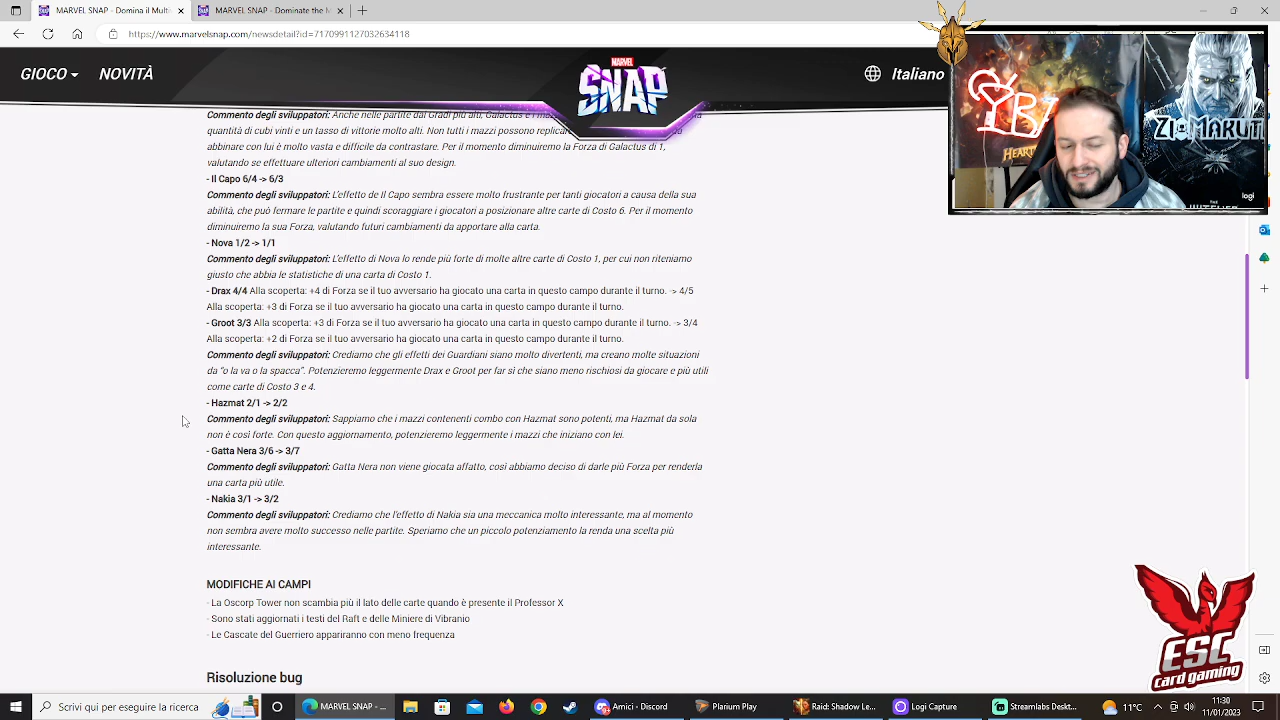 MARVEL SNAP - Domina il Multi
MARVEL SNAP - Dominate the M
https://www.marvelsnap.com/newsdetail?id=7170991127032634118
GIOCO
NOVITÀ
MARVEL
SNAP
Italiano
HEART
ZIOMARUT
logi
THE
WITCHER
Commento degli sviluppatori: Anche nelle partite dai Gradi più alti, Galactus e i
quantità di cubi vinti e un tasso di vittorie molto alti. Non tutti i mazzi possono
abbinare con lui è molto basa e difficile da contrastare. Per il momento diminuiremo la Forza di Galactus di 1,
valutando se effettuare ulteriori cambiamenti al suo design.
- Il Capo 6/4 -> 6/3
Commento degli sviluppatori: L'effetto de Il Capo sembra essere molto frustrante per tanti giocatori a causa della sua
abilità, che può fermare le partite e quindi scoraggiare i giocatori a posizionare altre carte di Costo 6. Per il momento
diminuiremo la sua Forza, valutando futuri cambiamenti da apportare alla carta.
- Nova 1/2 -> 1/1
Commento degli sviluppatori: L'effetto di Nova lo rende più forte di molte altre carte di Costo 1, per cui non riteniamo
giusto che abbia le statistiche di una carta di Costo 1.
- Drax 4/4 Alla scoperta: +4 di Forza se il tuo avversario ha giocato una carta in questo campo durante il turno. -> 4/5
Alla scoperta: +3 di Forza se il tuo avversario ha giocato una carta in questo campo durante il turno.
- Groot 3/3 Alla scoperta: +3 di Forza se il tuo avversario ha giocato una carta in questo campo durante il turno. -> 3/4
Alla scoperta: +2 di Forza se il tuo avversario ha giocato una carta in questo campo durante il turno.
Commento degli sviluppatori: Crediamo che gli effetti dei Guardiani siano molto divertenti, ma creano molte situazioni
da “o la va o la spacca”. Potenzieremo leggermente Drax e Groot per far sì che siano meno rischiosi da giocare e più utili
come carte di Costo 3 e 4.
- Hazmat 2/1 -> 2/2
Commento degli sviluppatori: Sappiamo che i mazzi contenenti combo con Hazmat sono potenti, ma Hazmat da sola
non è così forte. Con questo aggiornamento, potenzieremo leggermente i mazzi che iniziano con lei.
- Gatta Nera 3/6 -> 3/7
Commento degli sviluppatori: Gatta Nera non viene giocata affatto, così abbiamo deciso di darle più Forza per renderla
una carta più utile.
- Nakia 3/1 -> 3/2
Commento degli sviluppatori: Crediamo che l'effetto di Nakia sia una meccanica molto interessante, ma al momento
non sembra avere molto successo nelle partite. Speriamo che un piccolo potenziamento la renda una scelta più
interessante.
MODIFICHE AI CAMPI
- La Oscorp Tower non scambia più il lato delle carte quando è presente il Professor X
- Sono stati aggiornati i testi del Raft e delle Miniere di Vibranio
- Le Cascate del Guerriero appariranno con meno frequenza
Risoluzione bug
ESC
card gaming
Scrivi qui per eseguire la ricerca
MARVEL SNAP -
Amici - Discord
Planium Play
Raid: Shadow Le...
Logi Capture
Streamlabs Deskt...
11°C
11:30
11/01/2023